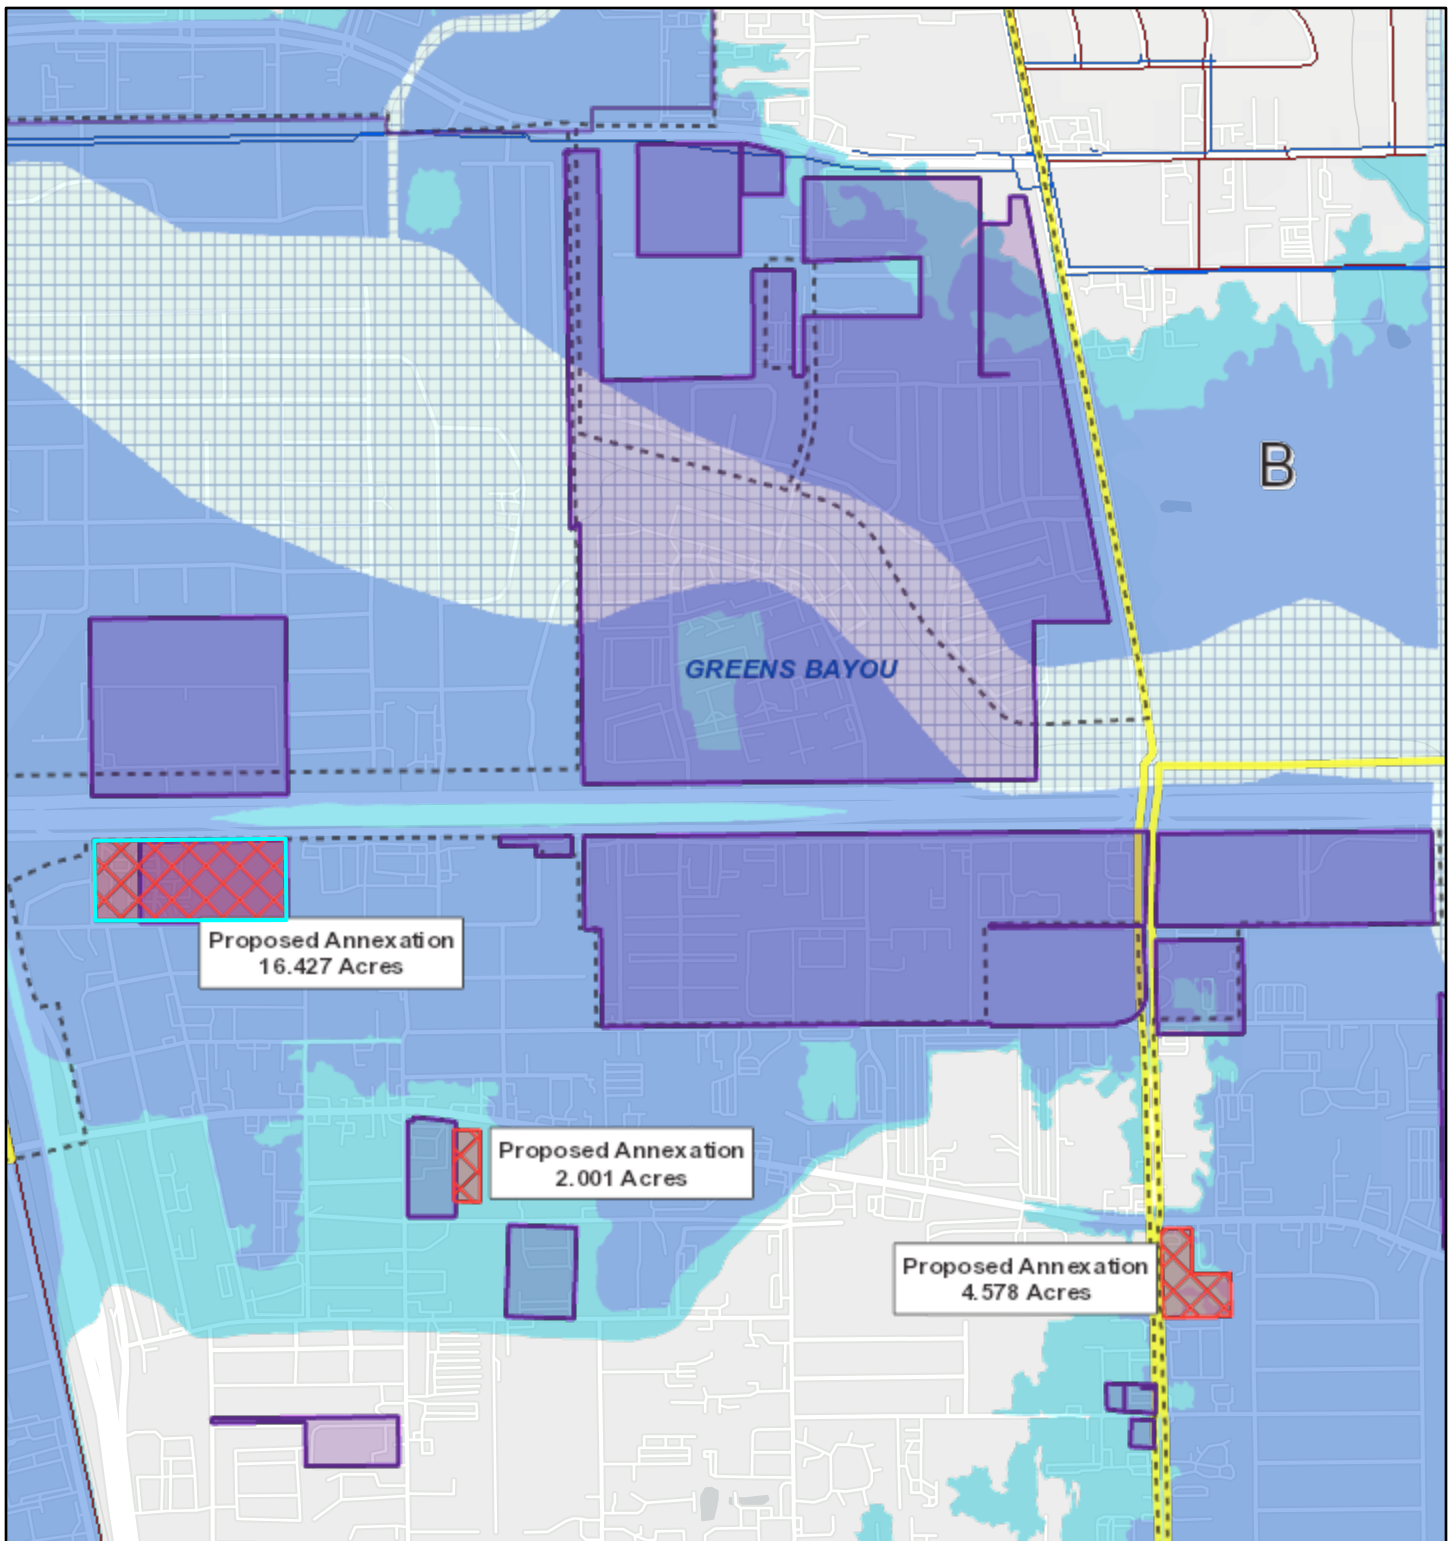 B
GREENS BAYOU
Proposed Annexation
16.427 Acres
Proposed Annexation
2.001 Acres
Proposed Annexation
4.578 Acres